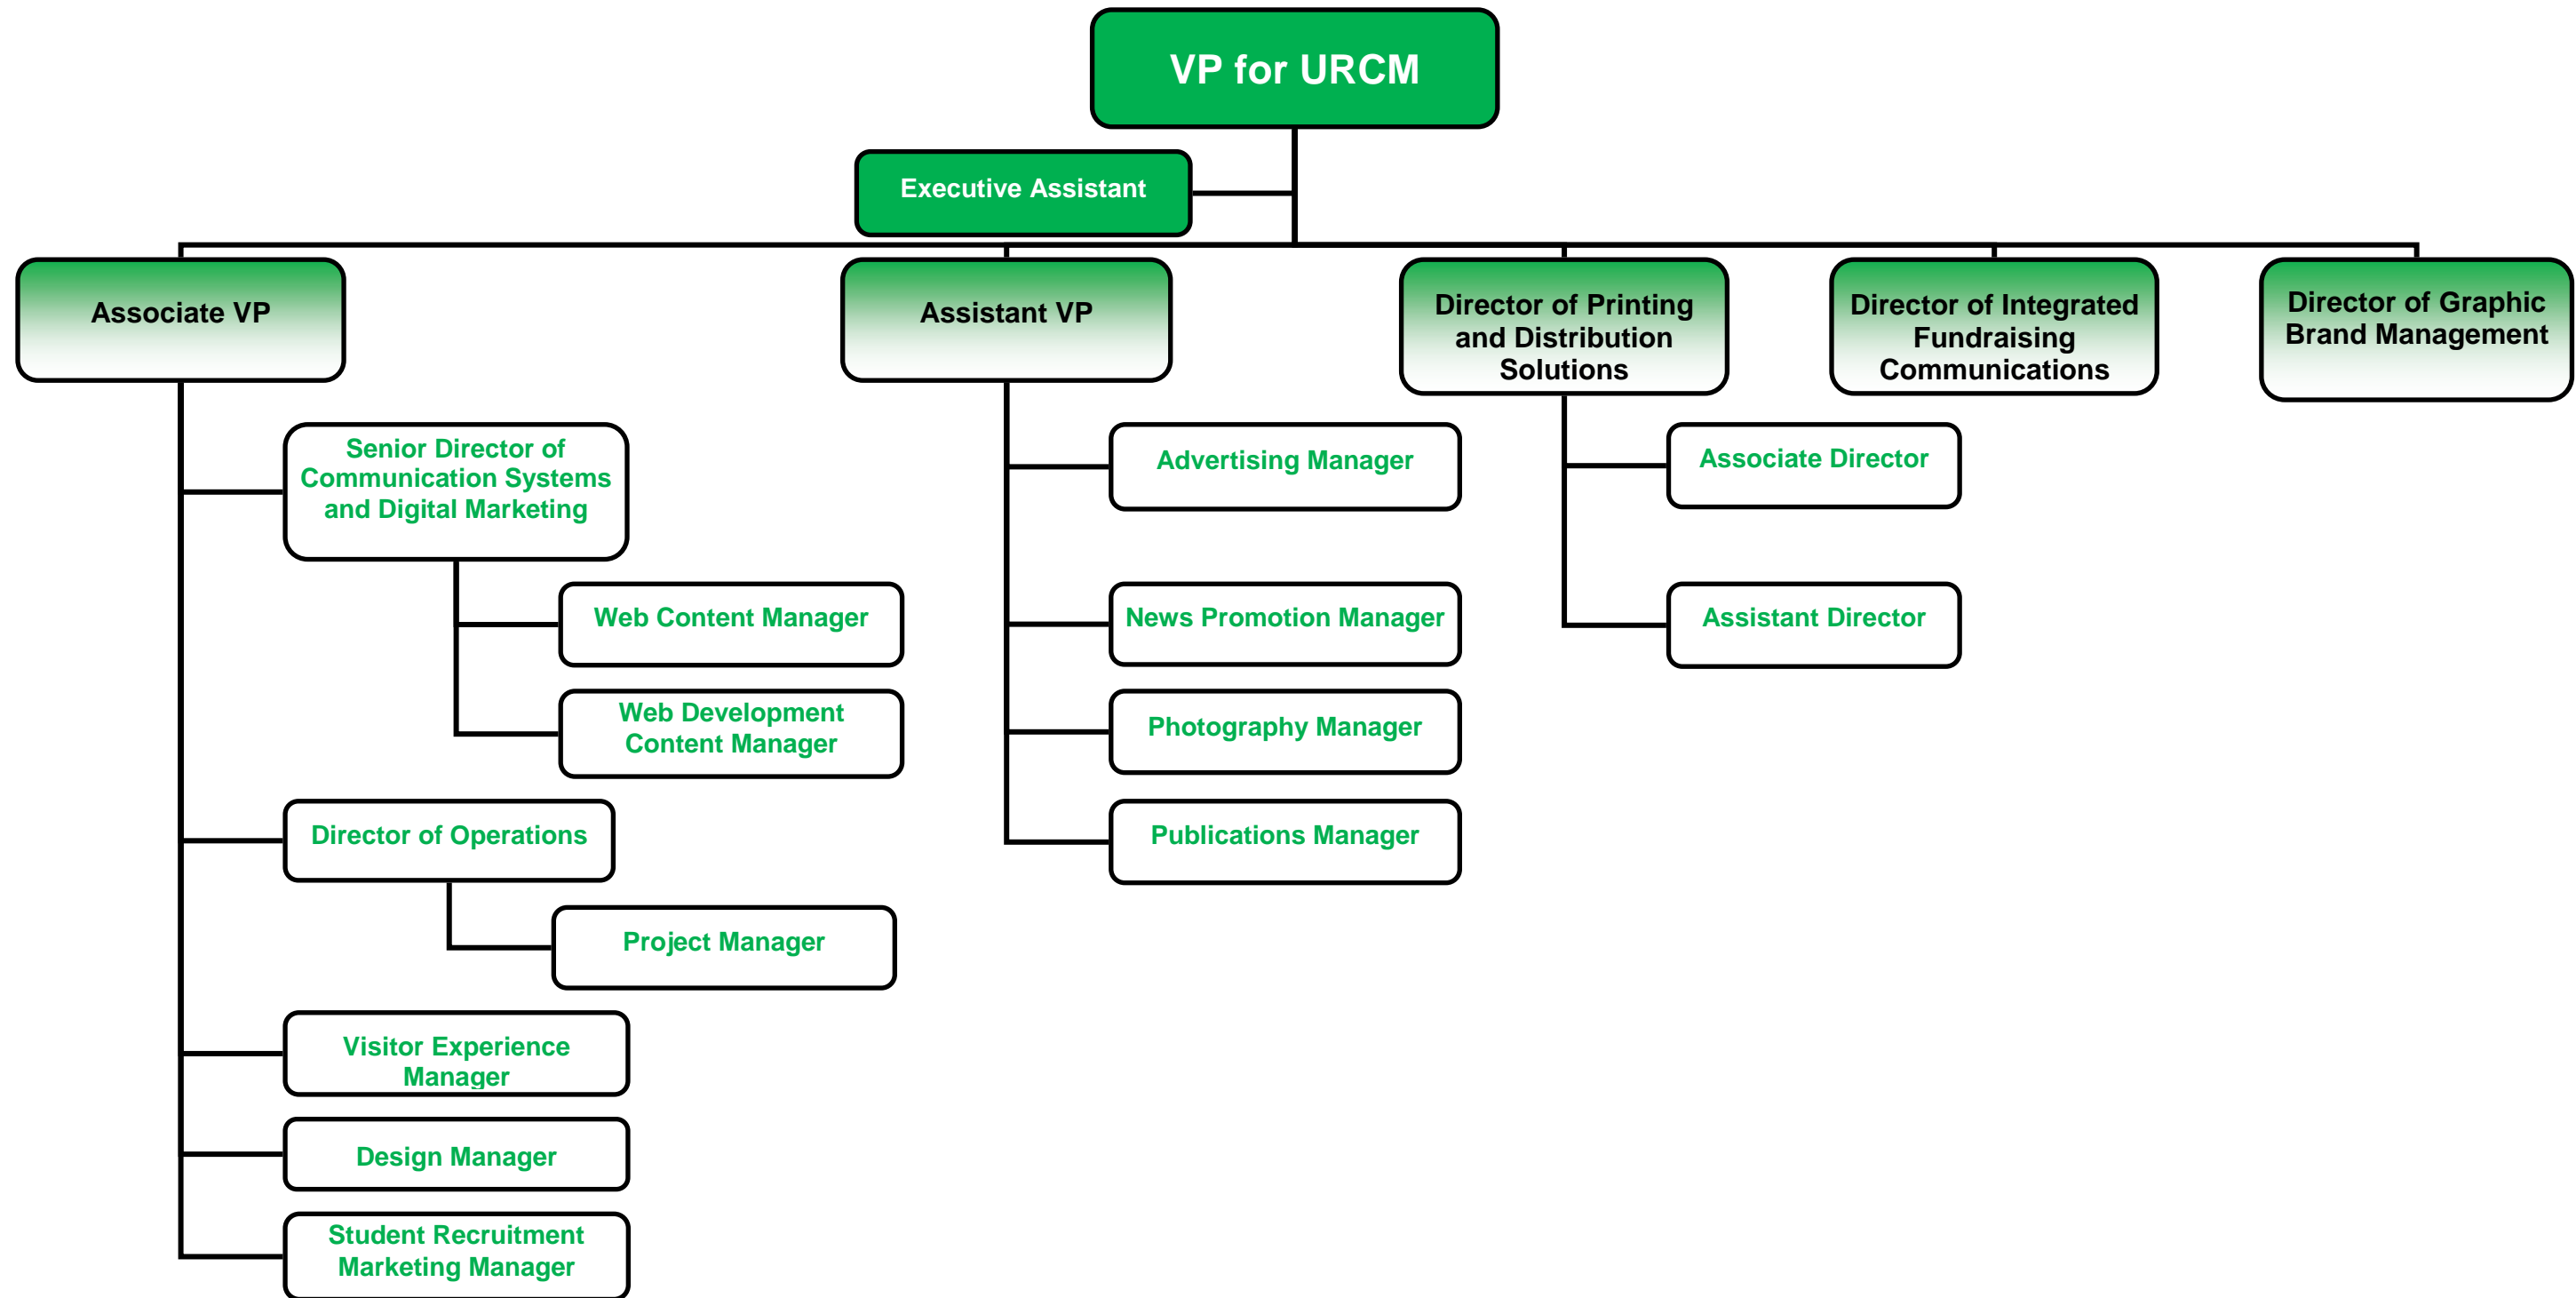 VP for URCM
Executive Assistant
Associate VP
Assistant VP
Director of Printing
and Distribution
Solutions
Director of Integrated
Fundraising
Communications
Director of Graphic
Brand Management
Senior Director of
Communication Systems
and Digital Marketing
Web Content Manager
Web Development
Content Manager
Director of Operations
Project Manager
Visitor Experience
Manager
Design Manager
Student Recruitment
Marketing Manager
Advertising Manager
News Promotion Manager
Photography Manager
Publications Manager
Associate Director
Assistant Director